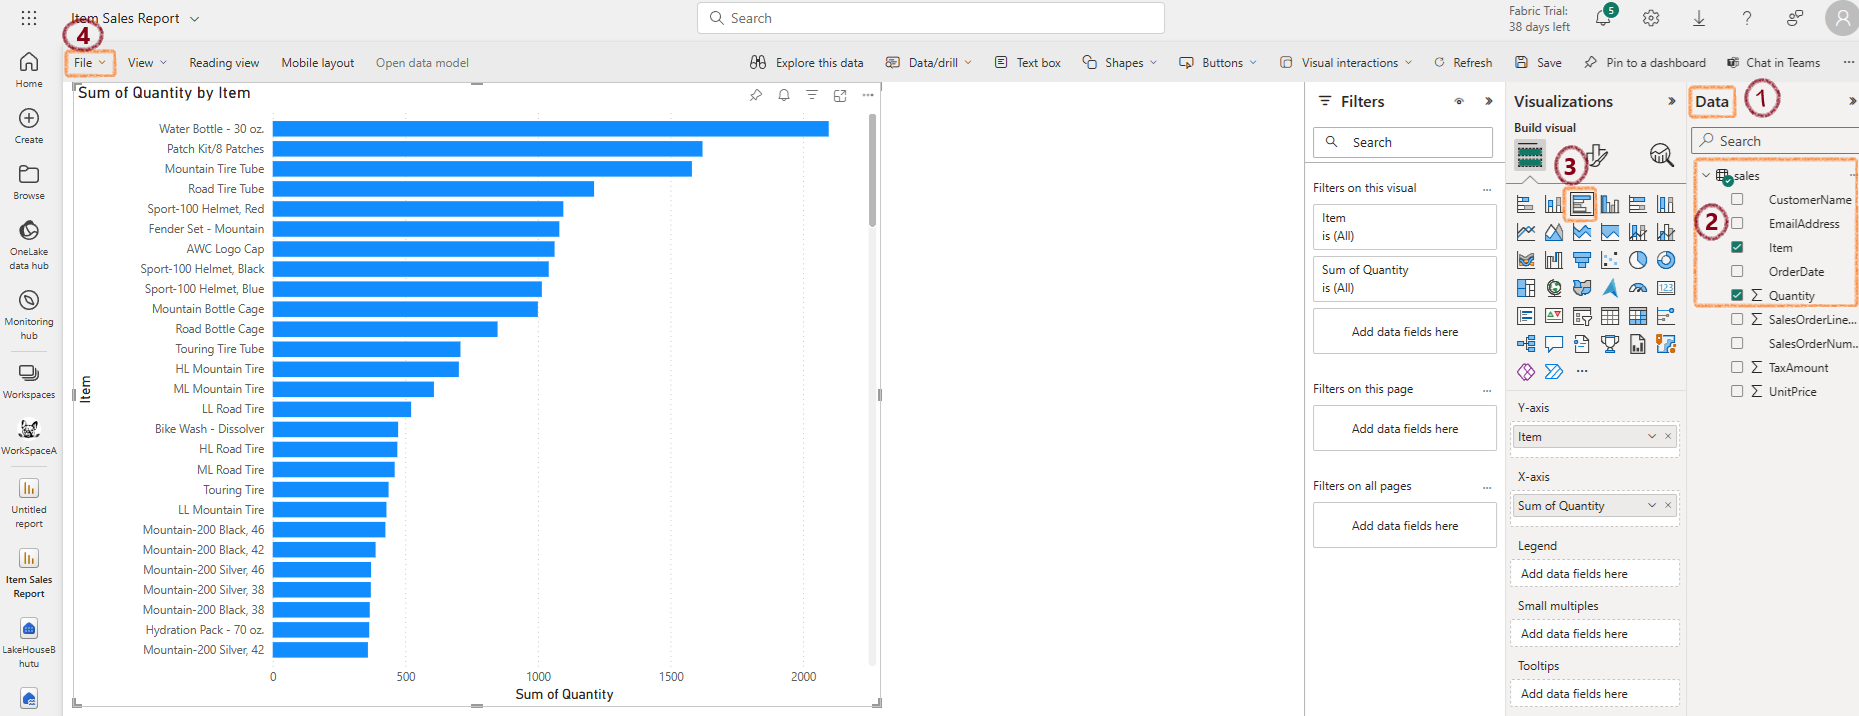 Item Sales Report
Search
Fabric Trial:
38 days left
5
4
File
View
Reading view
Mobile layout
Open data model
Explore this data
Data/drill
Text box
Shapes
Buttons
Visual interactions
Refresh
Save
Pin to a dashboard
Chat in Teams
Home
Create
Browse
OneLake
data hub
Monitoring
hub
Workspaces
WorkSpaceA
Untitled
report
Item Sales
Report
LakeHouseB
hutu
Sum of Quantity by Item
Water Bottle - 30 oz.
Patch Kit/8 Patches
Mountain Tire Tube
Road Tire Tube
Sport-100 Helmet, Red
Fender Set - Mountain
AWC Logo Cap
Sport-100 Helmet, Black
Sport-100 Helmet, Blue
Mountain Bottle Cage
Road Bottle Cage
Touring Tire Tube
HL Mountain Tire
ML Mountain Tire
LL Road Tire
Bike Wash - Dissolver
HL Road Tire
ML Road Tire
Touring Tire
LL Mountain Tire
Mountain-200 Black, 46
Mountain-200 Black, 42
Mountain-200 Silver, 46
Mountain-200 Silver, 38
Mountain-200 Black, 38
Hydration Pack - 70 oz.
Mountain-200 Silver, 42
Item
0
500
1000
1500
2000
Sum of Quantity
Filters
Search
Filters on this visual
Item
is (All)
Sum of Quantity
is (All)
Add data fields here
Filters on this page
Add data fields here
Filters on all pages
Add data fields here
Visualizations
Build visual
3
123
Y-axis
Item
X-axis
Sum of Quantity
Legend
Add data fields here
Small multiples
Add data fields here
Tooltips
Add data fields here
Data
1
Search
sales
2
CustomerName
EmailAddress
Item
OrderDate
Quantity
SalesOrderLine...
SalesOrderNum...
TaxAmount
UnitPrice